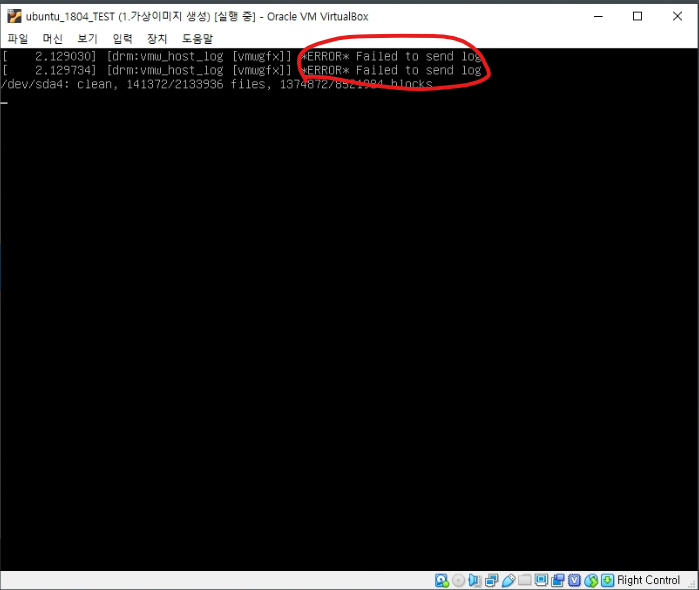 ubuntu_1804_TEST (1.가상이미지 생성) [실행 중] - Oracle VM VirtualBox
파일 머신 보기 입력 장치 도움말
[    2.129030] [drm:vmw_host_log [vmwgfx]] *ERROR* Failed to send log
[    2.129734] [drm:vmw_host_log [vmwgfx]] *ERROR* Failed to send log
/dev/sda4: clean, 141372/2133936 files, 1374872/8521984 blocks
Right Control